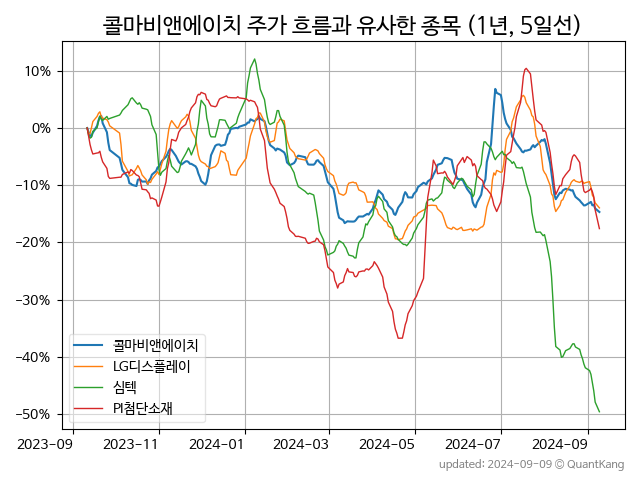 콜마비앤에이치 주가 흐름과 유사한 종목 (1년, 5일선)
10%
0%
−10%
−20%
−30%
−40%
−50%
콜마비앤에이치
LG디스플레이
심텍
PI첨단소재
2023-09 2023-11 2024-01 2024-03 2024-05 2024-07 2024-09
updated: 2024-09-09 © QuantKang